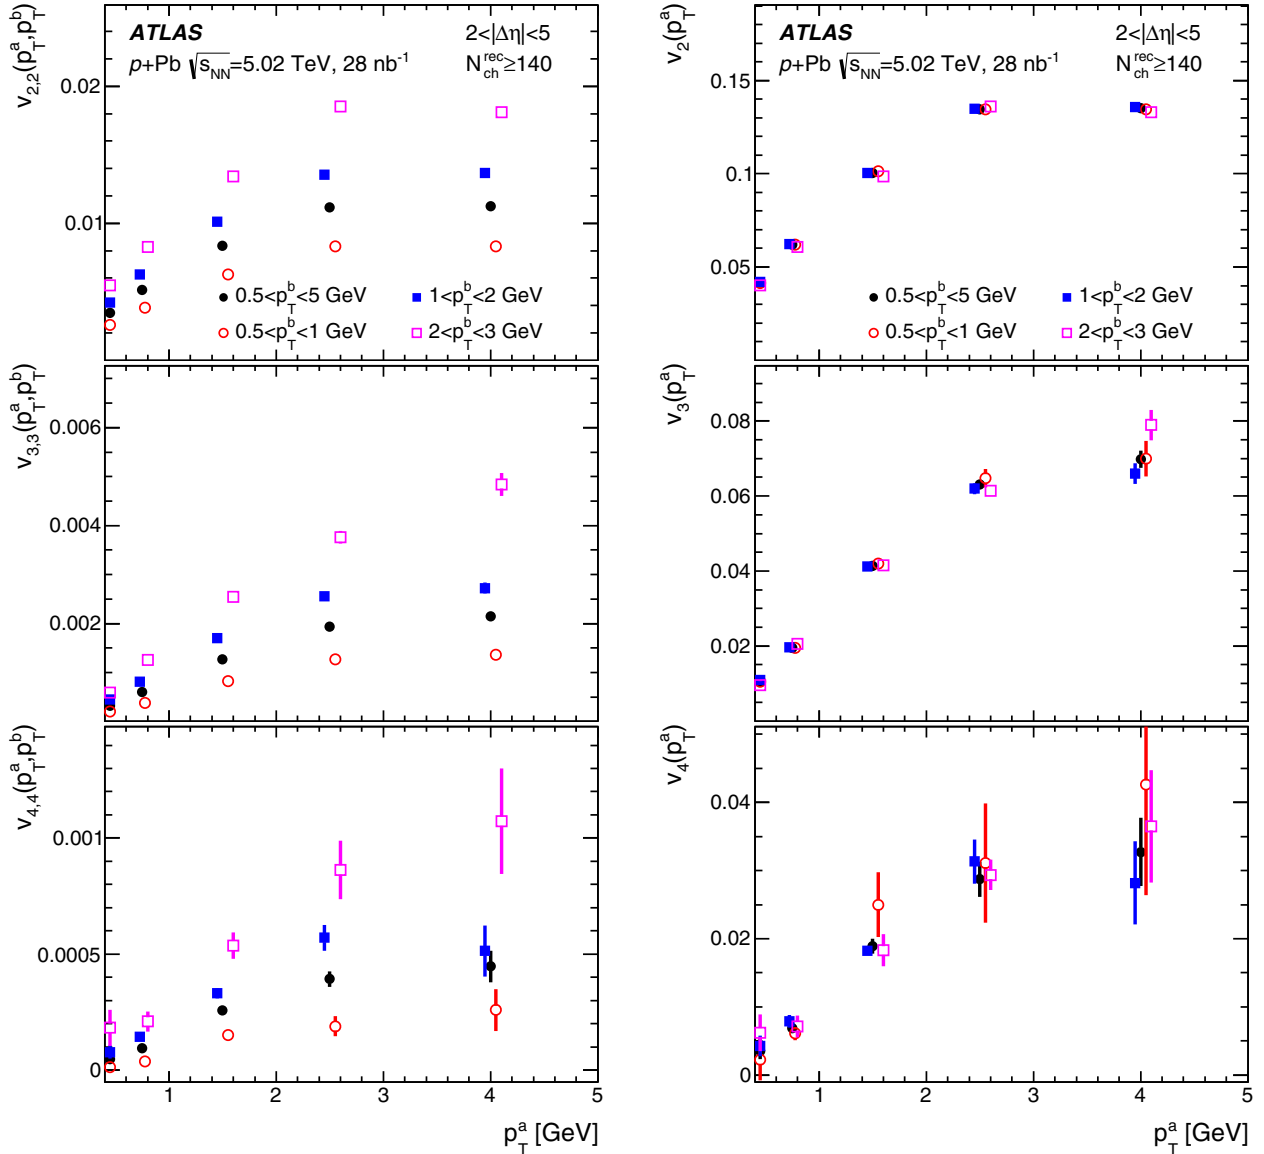 v2,2(pTa,pTb)
ATLAS
2<|Δη|<5
p+Pb √sNN=5.02 TeV, 28 nb-1
Nchrec≥140
0.02
0.01
0.5<pTb<5 GeV
1<pTb<2 GeV
0.5<pTb<1 GeV
2<pTb<3 GeV
v3,3(pTa,pTb)
0.006
0.004
0.002
v4,4(pTa,pTb)
0.001
0.0005
0
1 2 3 4 5
pTa [GeV]
v2(pTa)
ATLAS
2<|Δη|<5
p+Pb √sNN=5.02 TeV, 28 nb-1
Nchrec≥140
0.15
0.1
0.05
0.5<pTb<5 GeV
1<pTb<2 GeV
0.5<pTb<1 GeV
2<pTb<3 GeV
v3(pTa)
0.08
0.06
0.04
0.02
v4(pTa)
0.04
0.02
0
1 2 3 4 5
pTa [GeV]